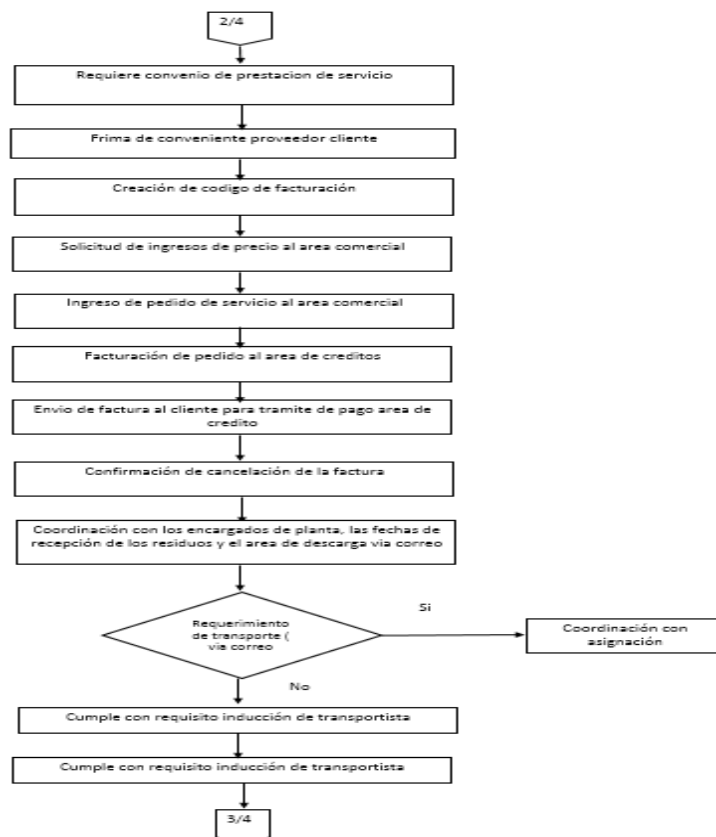 2/4
Requiere convenio de prestacion de servicio
Frima de conveniente proveedor cliente
Creación de codigo de facturación
Solicitud de ingresos de precio al area comercial
Ingreso de pedido de servicio al area comercial
Facturación de pedido al area de creditos
Envio de factura al cliente para tramite de pago area de
credito
Confirmación de cancelación de la factura
Coordinación con los encargados de planta, las fechas de
recepción de los residuos y el area de descarga via correo
Requerimiento
de transporte (
via correo
Si
Coordinación con
asignación
No
Cumple con requisito inducción de transportista
Cumple con requisito inducción de transportista
3/4